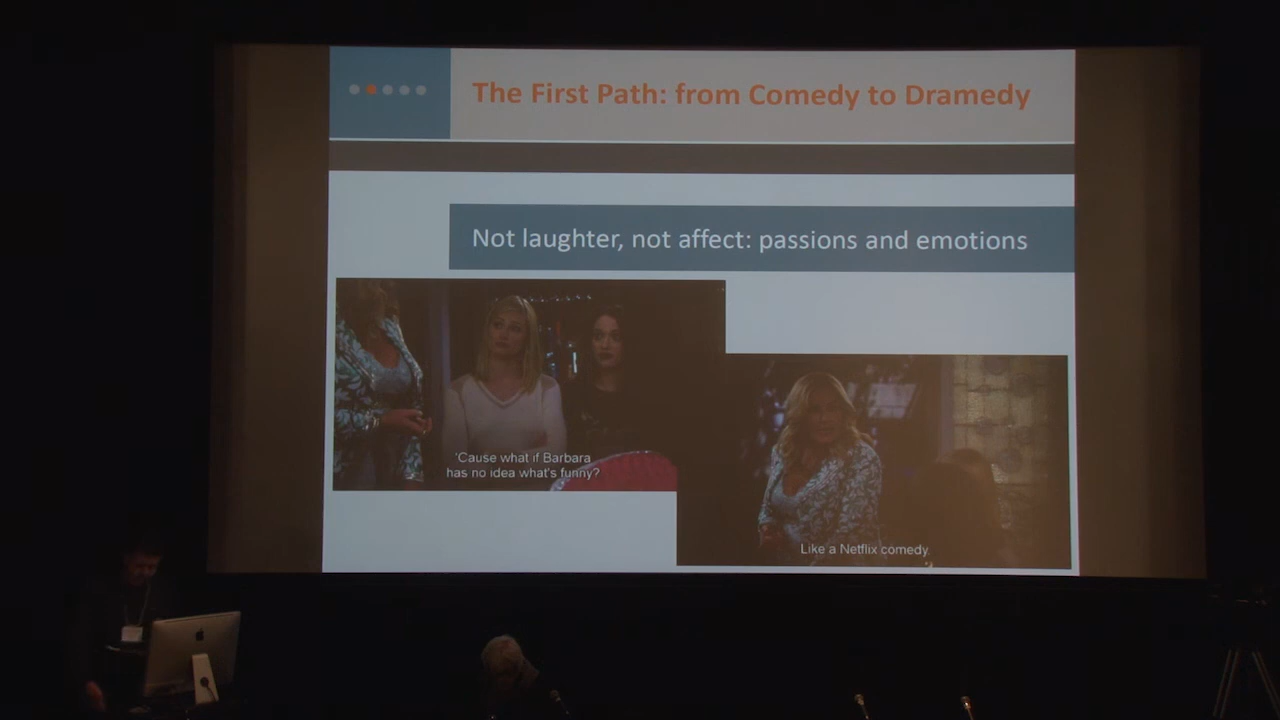 The First Path: from Comedy to Dramedy
Not laughter, not affect: passions and emotions
'Cause what if Barbara
has no idea what's funny?
Like a Netflix comedy.